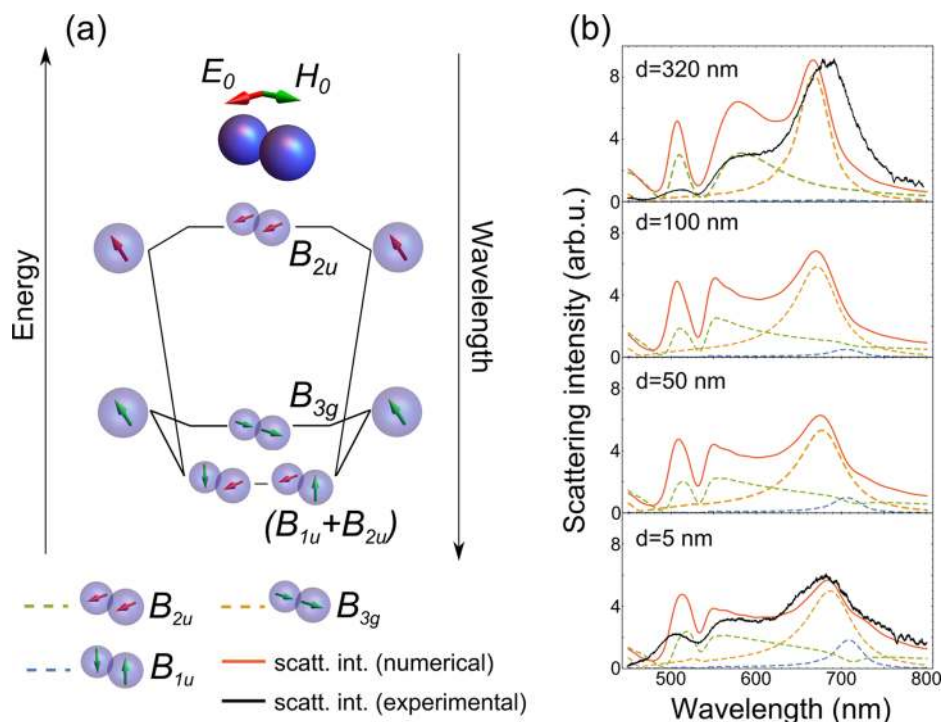 (a)
E0 H0
Energy
Wavelength
B2u
B3g
(B1u+B2u)
B2u
B3g
B1u
scatt. int. (numerical)
scatt. int. (experimental)
(b)
Scattering intensity (arb.u.)
d=320 nm
8
4
0
d=100 nm
8
4
0
d=50 nm
8
4
0
d=5 nm
8
4
0
500 600 700 800
Wavelength (nm)